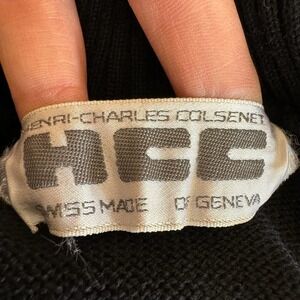 HENRI-CHARLES COLSENET
HCC
SWISS MADE OF GENEVA